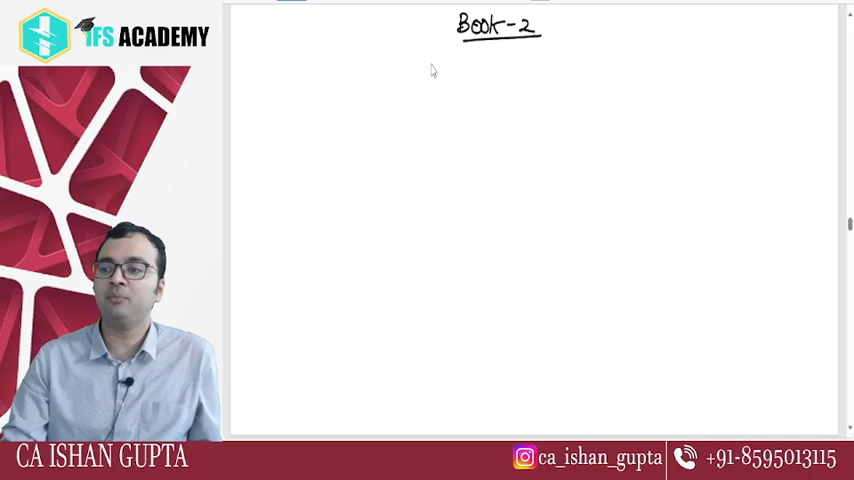 Book-2
IFS ACADEMY
CA ISHAN GUPTA
ca_ishan_gupta
+91-8595013115